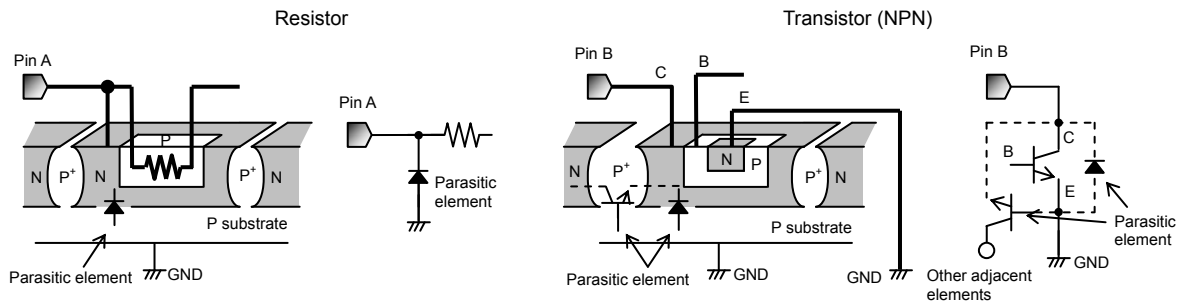 Resistor
Transistor (NPN)
Pin A
P
N
P+
N
P+
N
P substrate
Parasitic element
GND
Pin A
Parasitic
element
Pin B
C
B
E
N
P+
N
P
P+
N
P substrate
Parasitic element
GND
GND
Pin B
C
B
E
Parasitic
element
GND
Other adjacent
elements